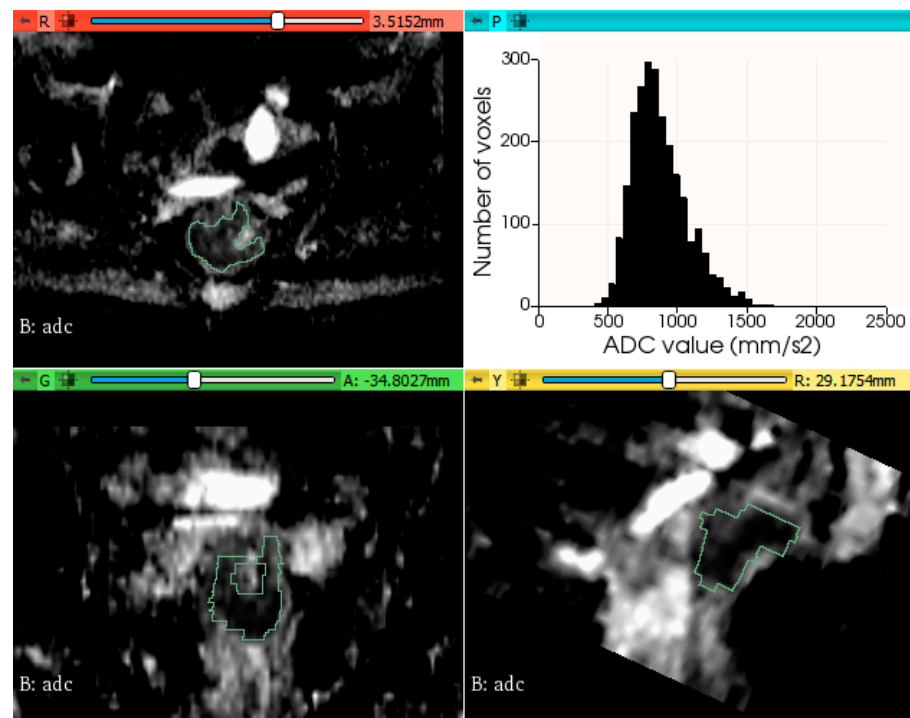 R 3.5152mm
P
300
200
100
0
Number of voxels
0 500 1000 1500 2000 2500
ADC value (mm/s2)
B: adc
G A: -34.8027mm
Y R: 29.1754mm
B: adc
B: adc